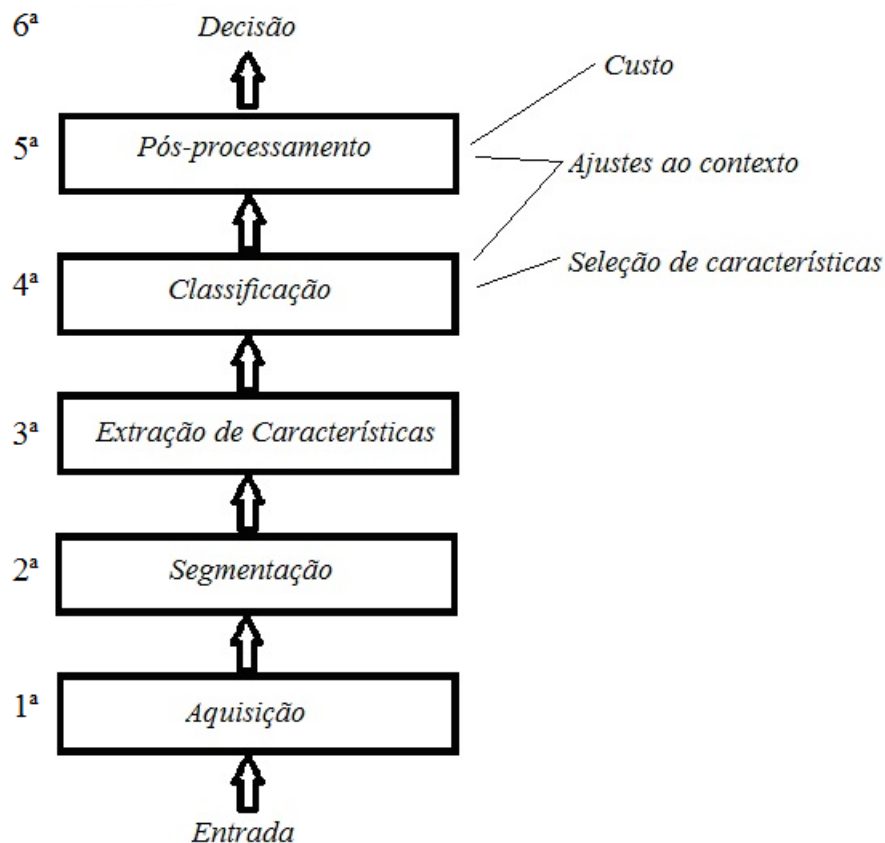 6ª Decisão
Custo
5ª Pós-processamento
Ajustes ao contexto
Seleção de características
4ª Classificação
3ª Extração de Características
2ª Segmentação
1ª Aquisição
Entrada